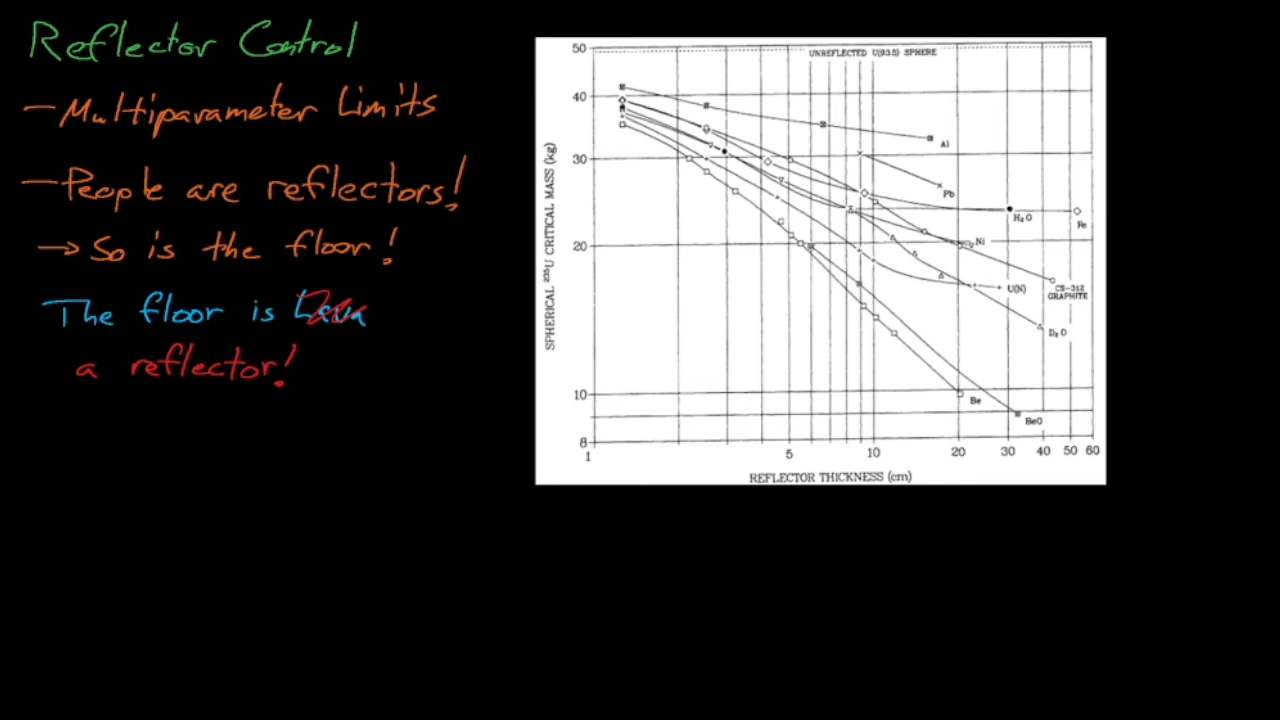 Reflector Control
- Multiparameter Limits
- People are reflectors!
→ So is the floor!
The floor is Lava
a reflector!
UNREFLECTED U(93.5) SPHERE
SPHERICAL ²³⁵U CRITICAL MASS (kg)
50
40
30
20
10
8
Al
Pb
H₂O
Fe
Ni
U(N)
CS-312
GRAPHITE
D₂O
Be
BeO
1 5 10 20 30 40 50 60
REFLECTOR THICKNESS (cm)